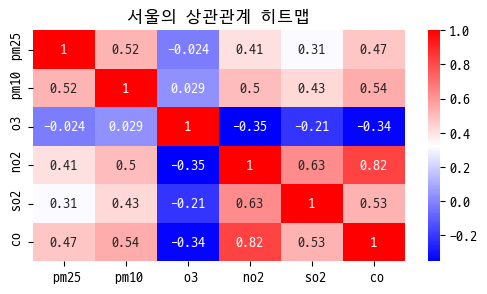 서울의 상관관계 히트맵
pm25 1 0.52 −0.024 0.41 0.31 0.47
pm10 0.52 1 0.029 0.5 0.43 0.54
o3 −0.024 0.029 1 −0.35 −0.21 −0.34
no2 0.41 0.5 −0.35 1 0.63 0.82
so2 0.31 0.43 −0.21 0.63 1 0.53
co 0.47 0.54 −0.34 0.82 0.53 1
pm25 pm10 o3 no2 so2 co
1.0
0.8
0.6
0.4
0.2
0.0
−0.2